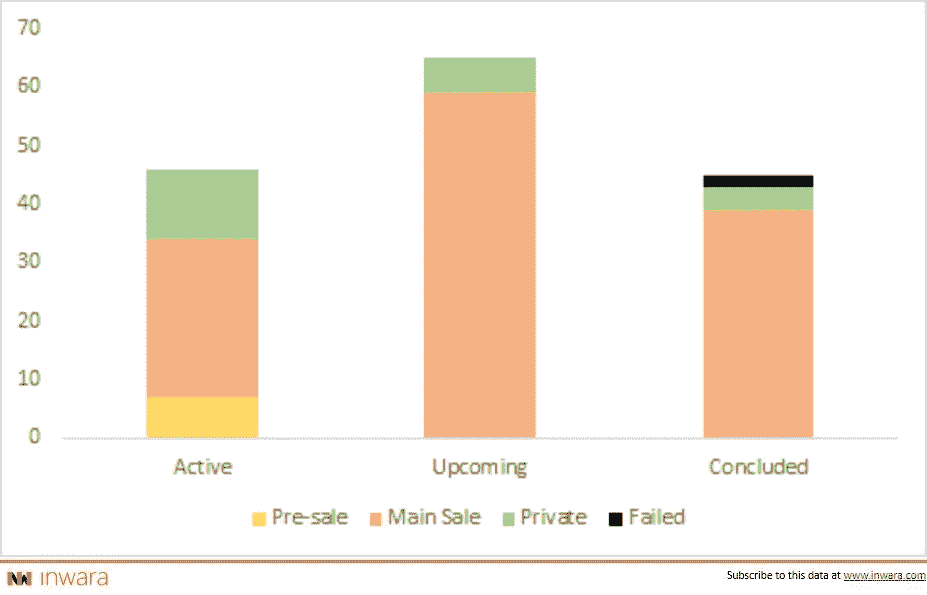 70
60
50
40
30
20
10
0
Active Upcoming Concluded
Pre-sale Main Sale Private Failed
inwara
Subscribe to this data at www.inwara.com